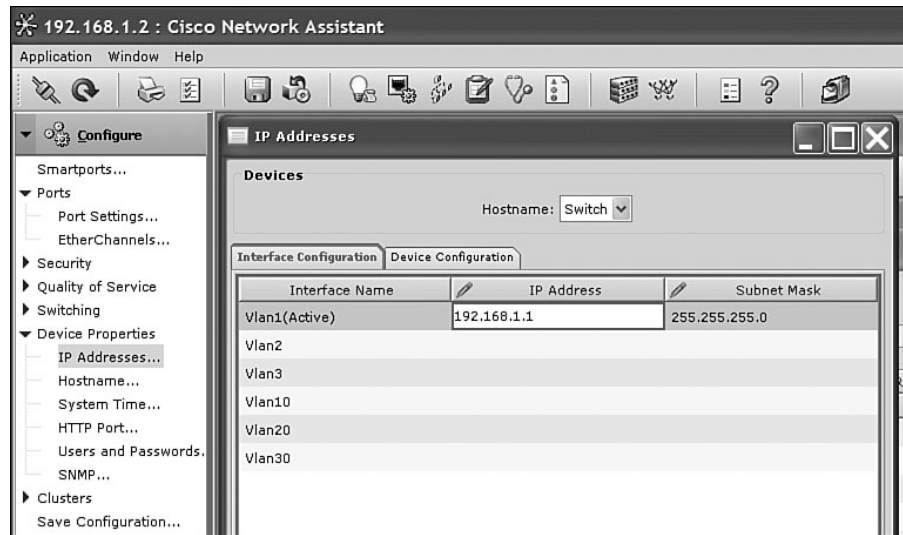 192.168.1.2 : Cisco Network Assistant
Application Window Help
Configure
Smartports...
Ports
Port Settings...
EtherChannels...
Security
Quality of Service
Switching
Device Properties
IP Addresses...
Hostname...
System Time...
HTTP Port...
Users and Passwords.
SNMP...
Clusters
Save Configuration...
IP Addresses
Devices
Hostname: Switch
Interface Configuration Device Configuration
Interface Name IP Address Subnet Mask
Vlan1(Active) 192.168.1.1 255.255.255.0
Vlan2
Vlan3
Vlan10
Vlan20
Vlan30